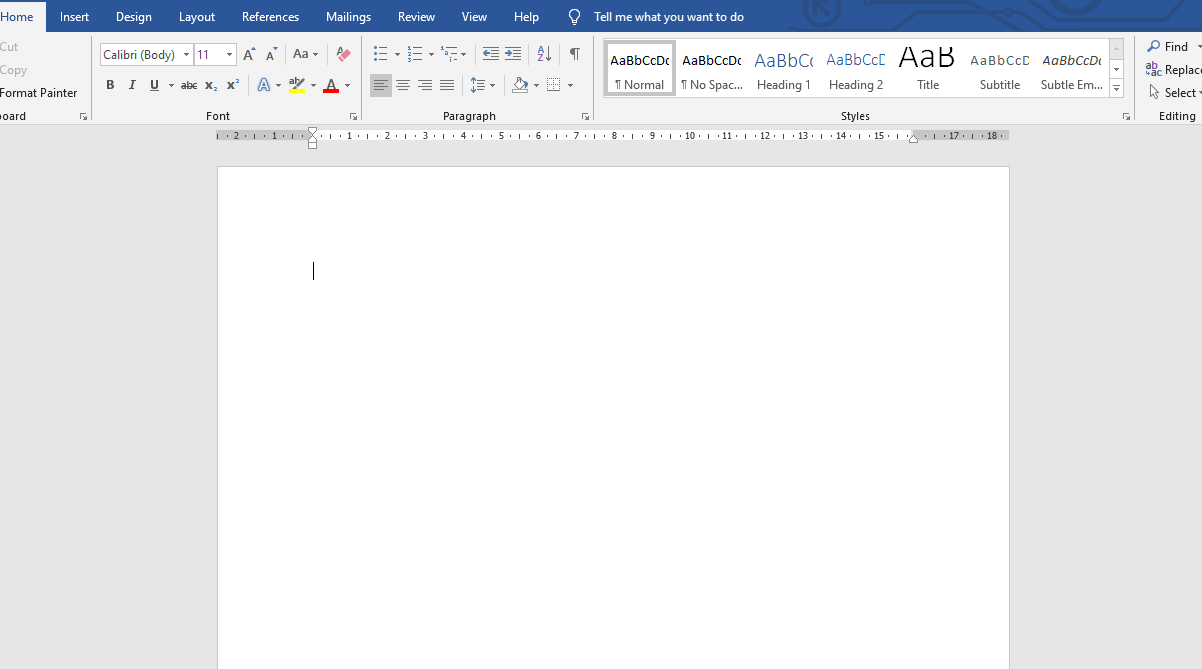 Home Insert Design Layout References Mailings Review View Help Tell me what you want to do
Cut
Copy
Format Painter
oard
Calibri (Body) 11 A A Aa
B I U abc x2 x2 A ab A
Font
A Z ¶
Paragraph
AaBbCcDc AaBbCcDc AaBbC( AaBbCcD AaB AaBbCcD AaBbCcDc
¶ Normal ¶ No Spac... Heading 1 Heading 2 Title Subtitle Subtle Em...
Styles
Find
Replace
Select
Editing
2 1 1 2 3 4 5 6 7 8 9 10 11 12 13 14 15 17 18